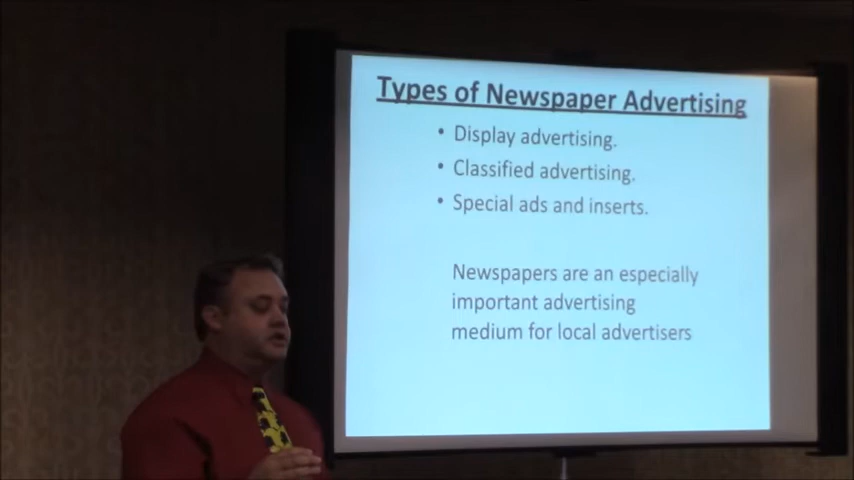 Types of Newspaper Advertising
• Display advertising.
• Classified advertising.
• Special ads and inserts.
Newspapers are an especially
important advertising
medium for local advertisers